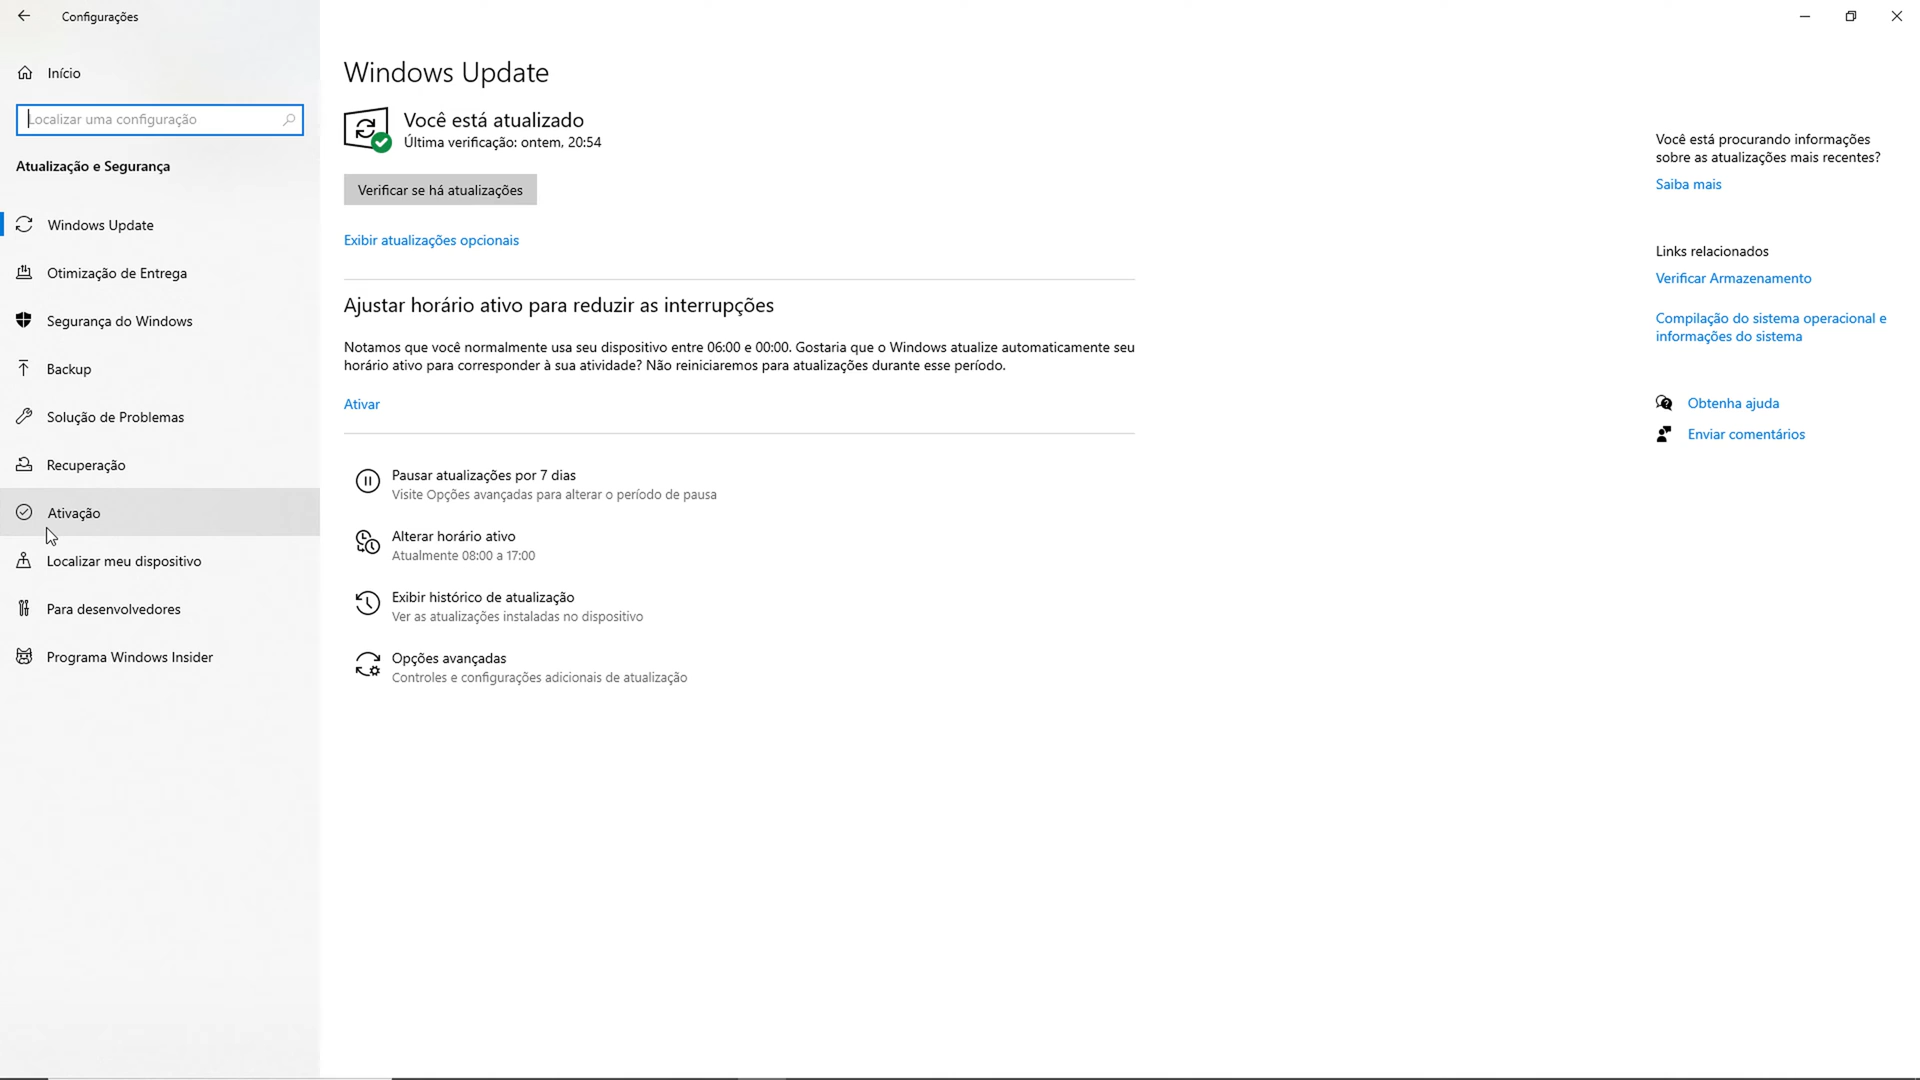 Configurações
Início
Localizar uma configuração
Atualização e Segurança
Windows Update
Otimização de Entrega
Segurança do Windows
Backup
Solução de Problemas
Recuperação
Ativação
Localizar meu dispositivo
Para desenvolvedores
Programa Windows Insider
Windows Update
Você está atualizado
Última verificação: ontem, 20:54
Verificar se há atualizações
Exibir atualizações opcionais
Ajustar horário ativo para reduzir as interrupções
Notamos que você normalmente usa seu dispositivo entre 06:00 e 00:00. Gostaria que o Windows atualize automaticamente seu
horário ativo para corresponder à sua atividade? Não reiniciaremos para atualizações durante esse período.
Ativar
Pausar atualizações por 7 dias
Visite Opções avançadas para alterar o período de pausa
Alterar horário ativo
Atualmente 08:00 a 17:00
Exibir histórico de atualização
Ver as atualizações instaladas no dispositivo
Opções avançadas
Controles e configurações adicionais de atualização
Você está procurando informações
sobre as atualizações mais recentes?
Saiba mais
Links relacionados
Verificar Armazenamento
Compilação do sistema operacional e
informações do sistema
Obtenha ajuda
Enviar comentários